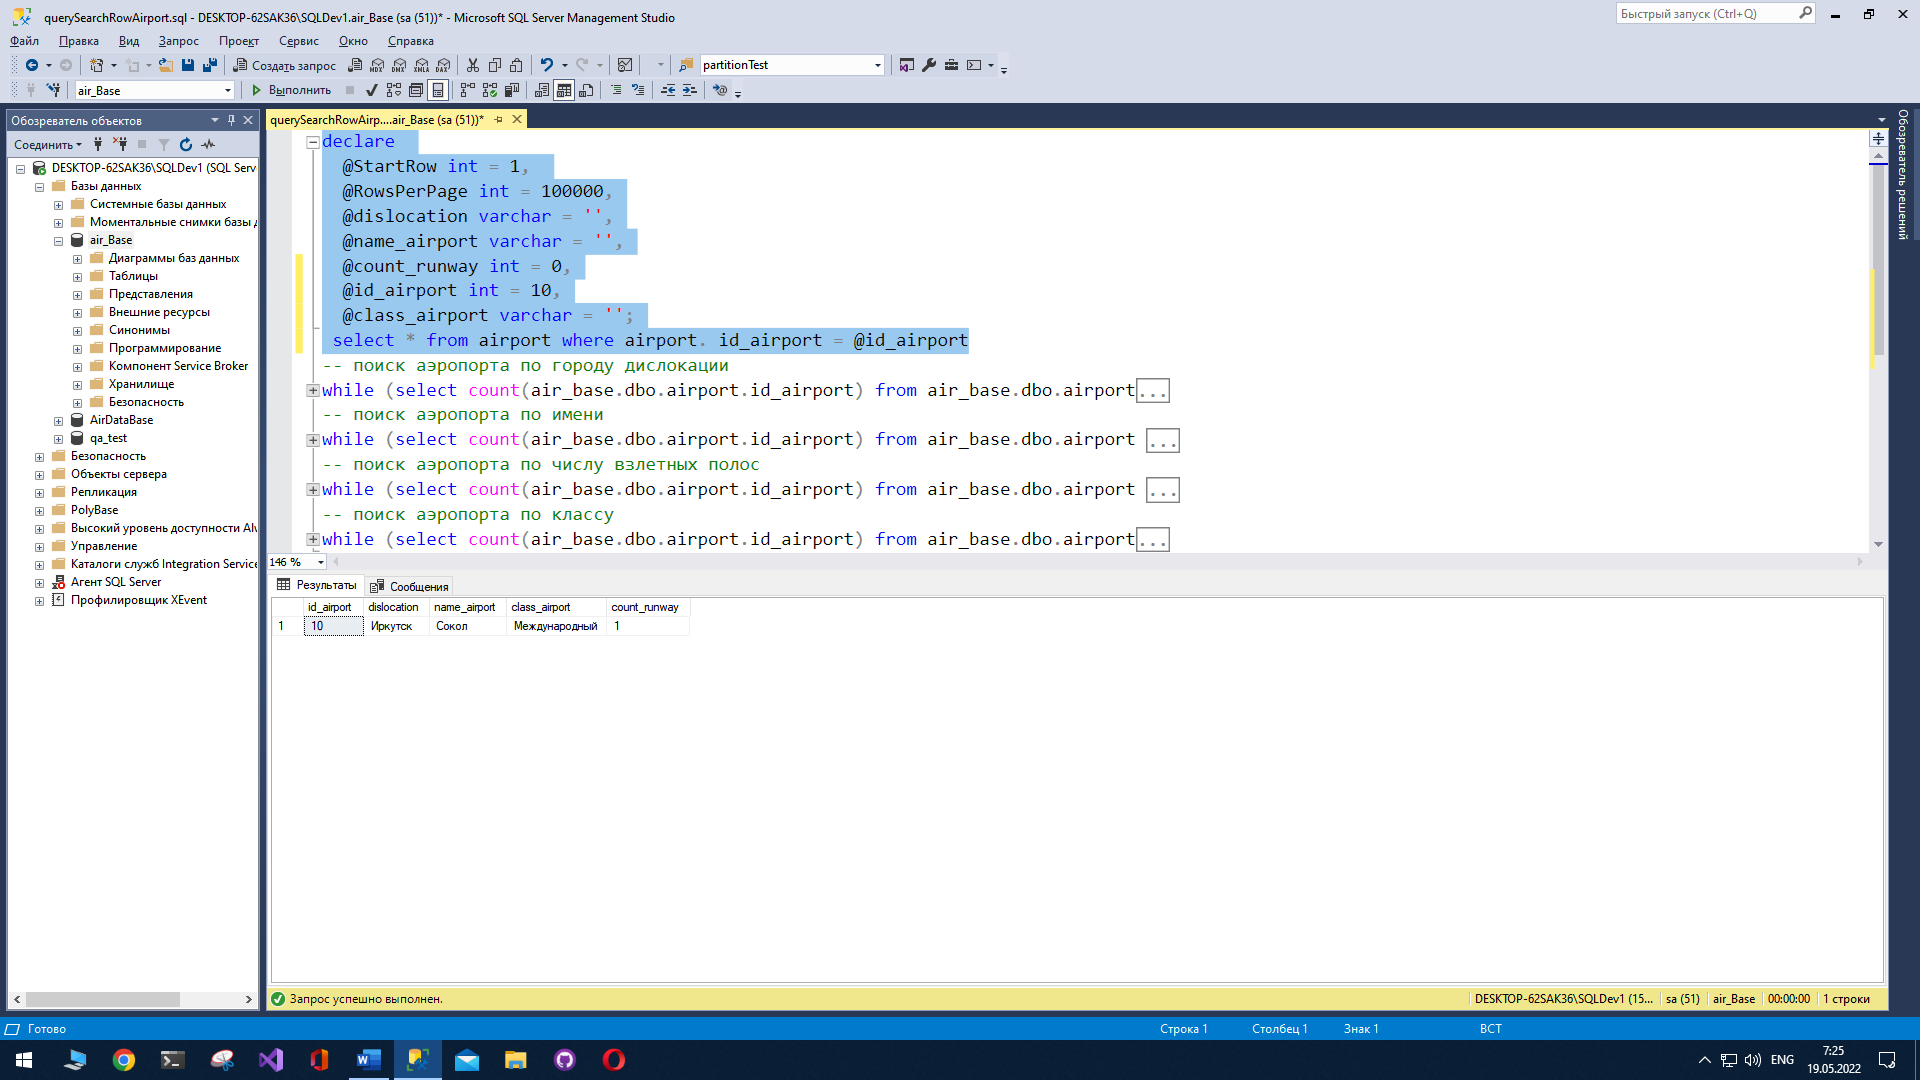 querySearchRowAirport.sql - DESKTOP-62SAK36\SQLDev1.air_Base (sa (51))* - Microsoft SQL Server Management Studio
Быстрый запуск (Ctrl+Q)
Файл Правка Вид Запрос Проект Сервис Окно Справка
Создать запрос
MDX DMX XMLA DAX
partitionTest
air_Base
Выполнить
Обозреватель объектов
Соединить
DESKTOP-62SAK36\SQLDev1 (SQL Serv
Базы данных
Системные базы данных
Моментальные снимки базы
air_Base
Диаграммы баз данных
Таблицы
Представления
Внешние ресурсы
Синонимы
Программирование
Компонент Service Broker
Хранилище
Безопасность
AirDataBase
qa_test
Безопасность
Объекты сервера
Репликация
PolyBase
Высокий уровень доступности Alw
Управление
Каталоги служб Integration Service
Агент SQL Server
Профилировщик XEvent
querySearchRowAirp....air_Base (sa (51))*
declare
@StartRow int = 1,
@RowsPerPage int = 100000,
@dislocation varchar = '',
@name_airport varchar = '',
@count_runway int = 0,
@id_airport int = 10,
@class_airport varchar = '';
select * from airport where airport. id_airport = @id_airport
-- поиск аэропорта по городу дислокации
while (select count(air_base.dbo.airport.id_airport) from air_base.dbo.airport...
-- поиск аэропорта по имени
while (select count(air_base.dbo.airport.id_airport) from air_base.dbo.airport ...
-- поиск аэропорта по числу взлетных полос
while (select count(air_base.dbo.airport.id_airport) from air_base.dbo.airport ...
-- поиск аэропорта по классу
while (select count(air_base.dbo.airport.id_airport) from air_base.dbo.airport...
146 %
Результаты Сообщения
id_airport dislocation name_airport class_airport count_runway
1 10 Иркутск Сокол Международный 1
Запрос успешно выполнен.
DESKTOP-62SAK36\SQLDev1 (15... sa (51) air_Base 00:00:00 1 строки
Обозреватель решений
Готово
Строка 1 Столбец 1 Знак 1 ВСТ
ENG
7:25
19.05.2022